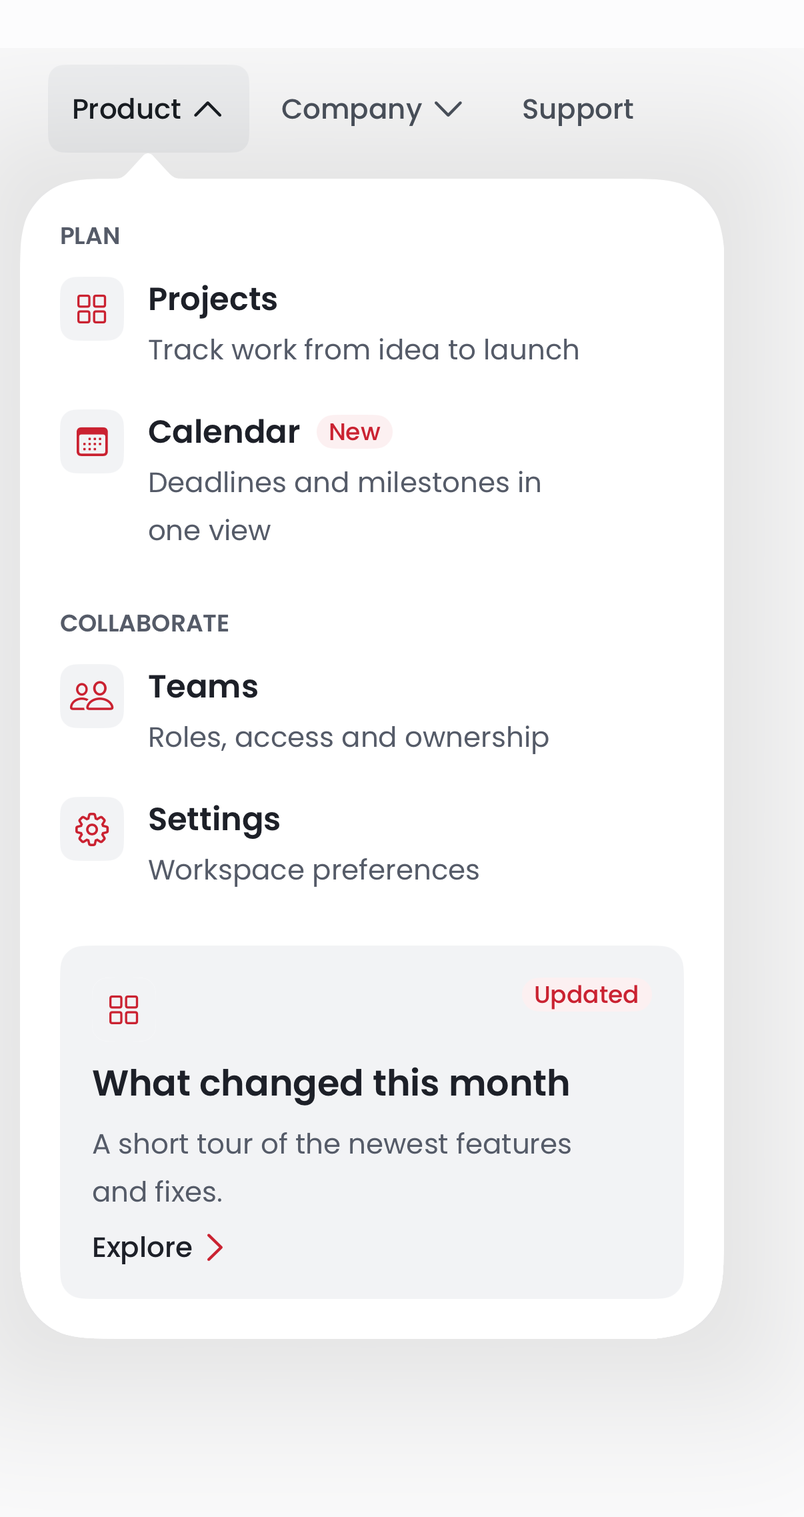 Product Company Support
PLAN
Projects
Track work from idea to launch
Calendar New
Deadlines and milestones in
one view
COLLABORATE
Teams
Roles, access and ownership
Settings
Workspace preferences
Updated
What changed this month
A short tour of the newest features
and fixes.
Explore